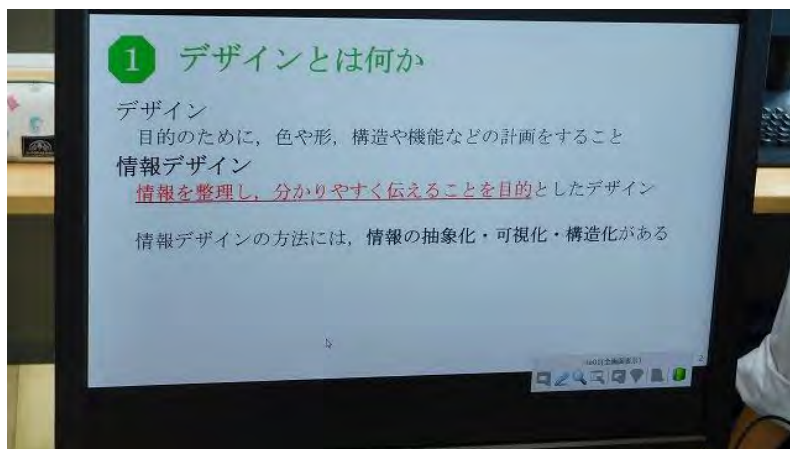 1 デザインとは何か
デザイン
目的のために，色や形，構造や機能などの計画をすること
情報デザイン
情報を整理し，分かりやすく伝えることを目的としたデザイン
情報デザインの方法には，情報の抽象化・可視化・構造化がある
2